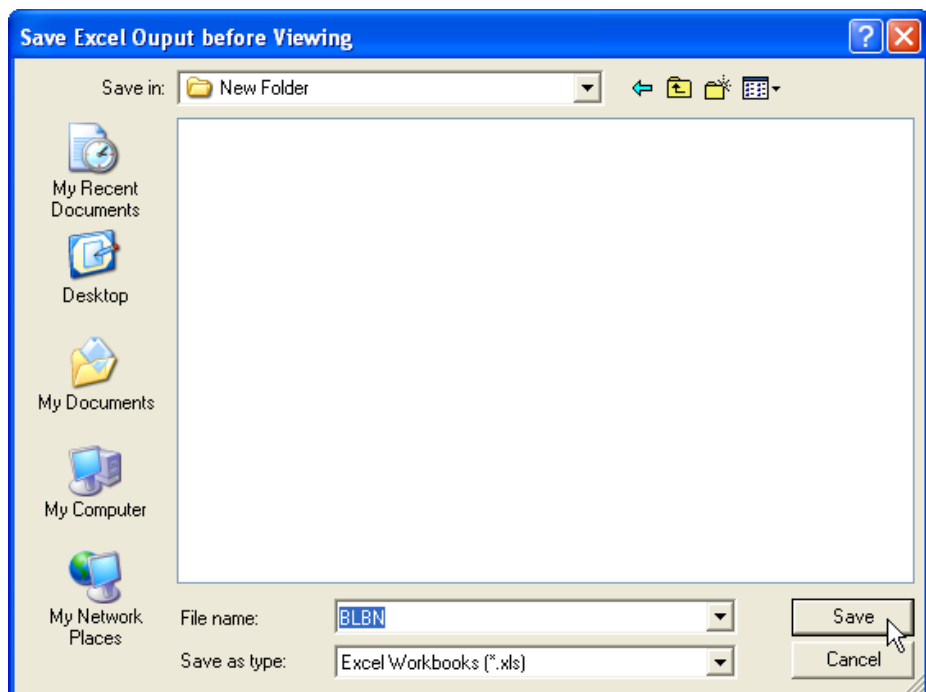 Save Excel Ouput before Viewing
Save in:
New Folder
My Recent
Documents
Desktop
My Documents
My Computer
My Network
Places
File name:
BLBN
Save
Save as type:
Excel Workbooks (*.xls)
Cancel